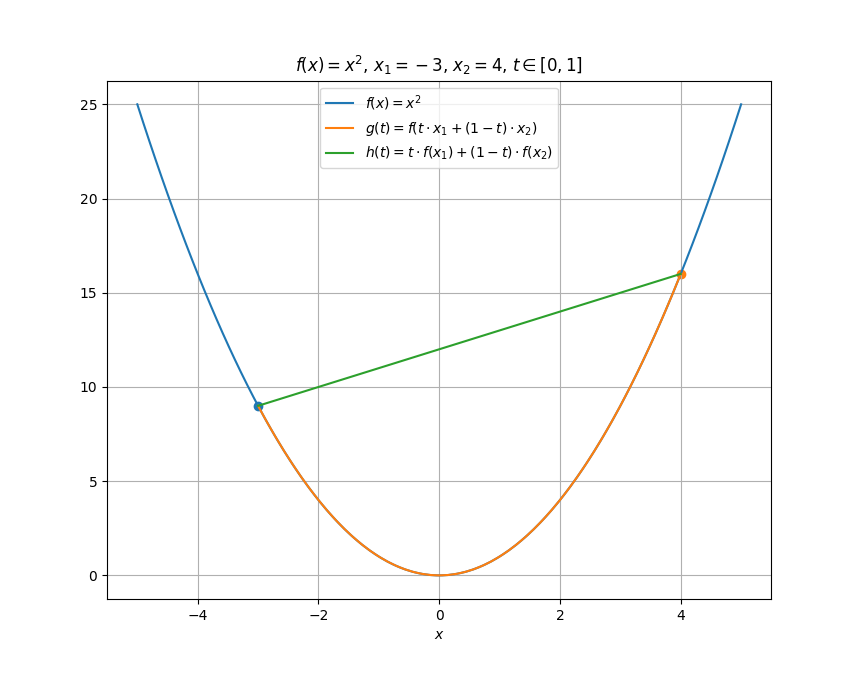 f(x) = x², x₁ = −3, x₂ = 4, t ∈ [0, 1]
f(x) = x²
g(t) = f(t · x₁ + (1 − t) · x₂)
h(t) = t · f(x₁) + (1 − t) · f(x₂)
25
20
15
10
5
0
−4 −2 0 2 4
x